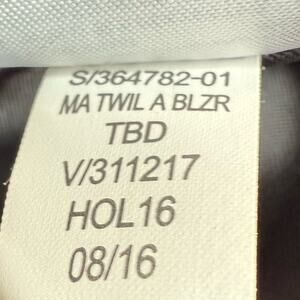 S/364782-01
MA TWIL A BLZR
TBD
V/311217
HOL16
08/16